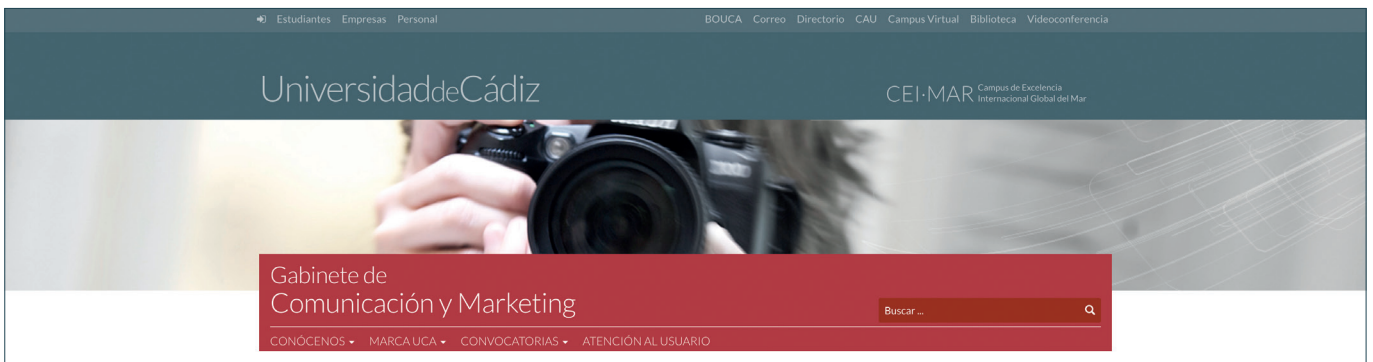 Estudiantes Empresas Personal
BOUCA Correo Directorio CAU Campus Virtual Biblioteca Videoconferencia
UniversidaddeCádiz
CEI·MAR Campus de Excelencia
Internacional Global del Mar
Gabinete de
Comunicación y Marketing
Buscar ...
CONÓCENOS MARCA UCA CONVOCATORIAS ATENCIÓN AL USUARIO